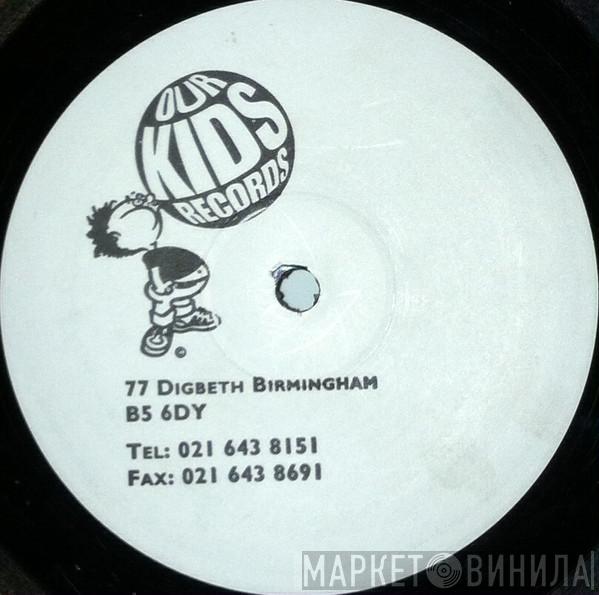 OUR
KIDS
RECORDS
©
77 DIGBETH BIRMINGHAM
B5 6DY
TEL: 021 643 8151
FAX: 021 643 8691
МАРКЕТ ВИНИЛА